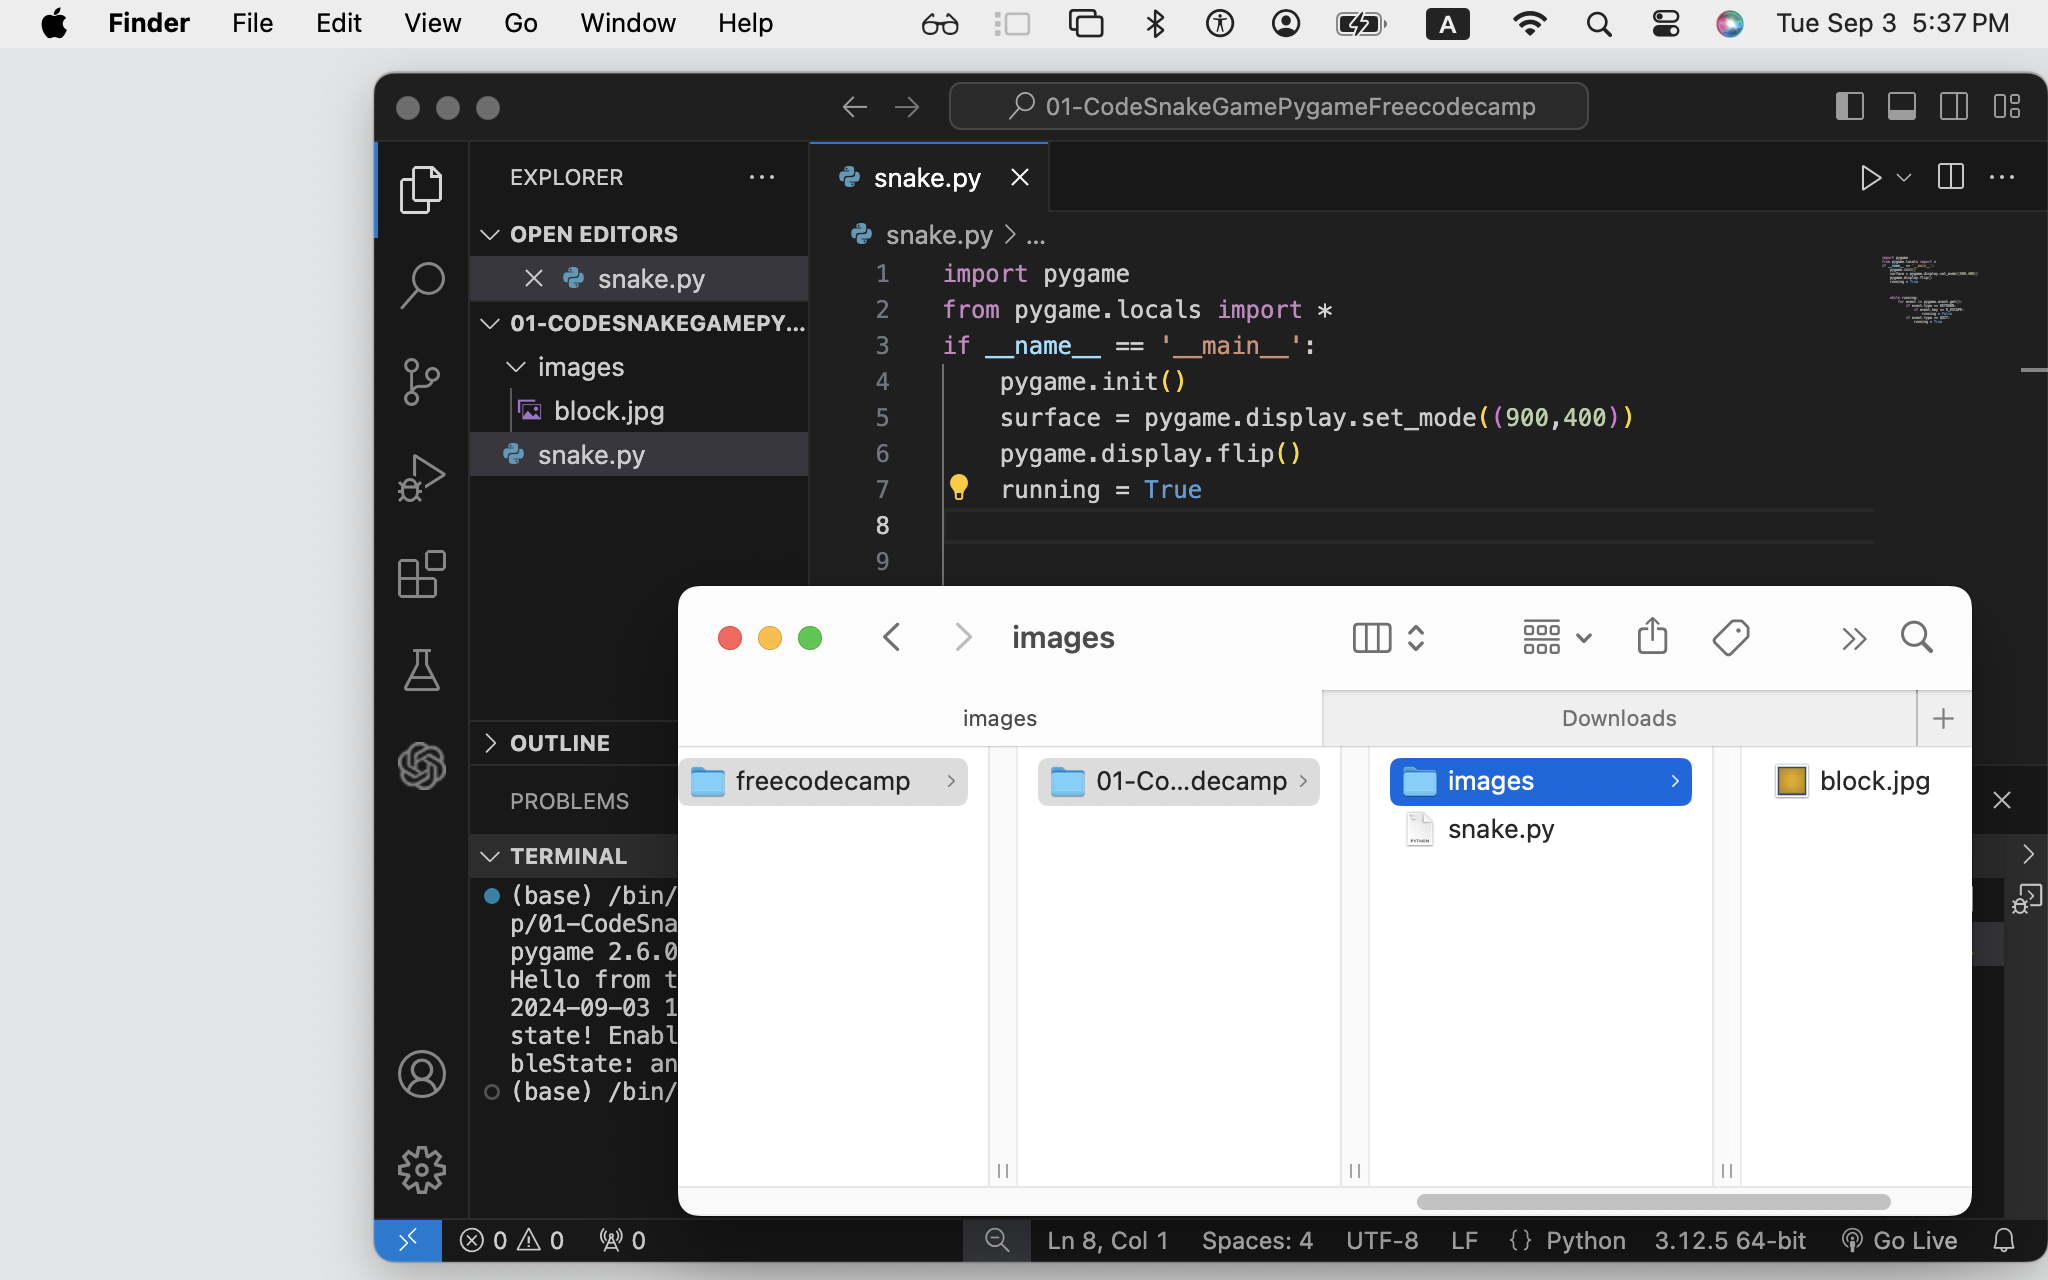 Finder File Edit View Go Window Help A Tue Sep 3 5:37 PM
01-CodeSnakeGamePygameFreecodecamp
EXPLORER
OPEN EDITORS
snake.py
01-CODESNAKEGAMEPY...
images
block.jpg
snake.py
OUTLINE
snake.py
snake.py > ...
1 import pygame
2 from pygame.locals import *
3 if __name__ == '__main__':
4 pygame.init()
5 surface = pygame.display.set_mode((900,400))
6 pygame.display.flip()
7 running = True
8
9
PROBLEMS
TERMINAL
(base) /bin/
p/01-CodeSna
pygame 2.6.0
Hello from t
2024-09-03 1
state! Enabl
bleState: an
(base) /bin/
images
images Downloads
freecodecamp 01-Co...decamp images block.jpg
PYTHON snake.py
0 0 0 Ln 8, Col 1 Spaces: 4 UTF-8 LF {} Python 3.12.5 64-bit Go Live